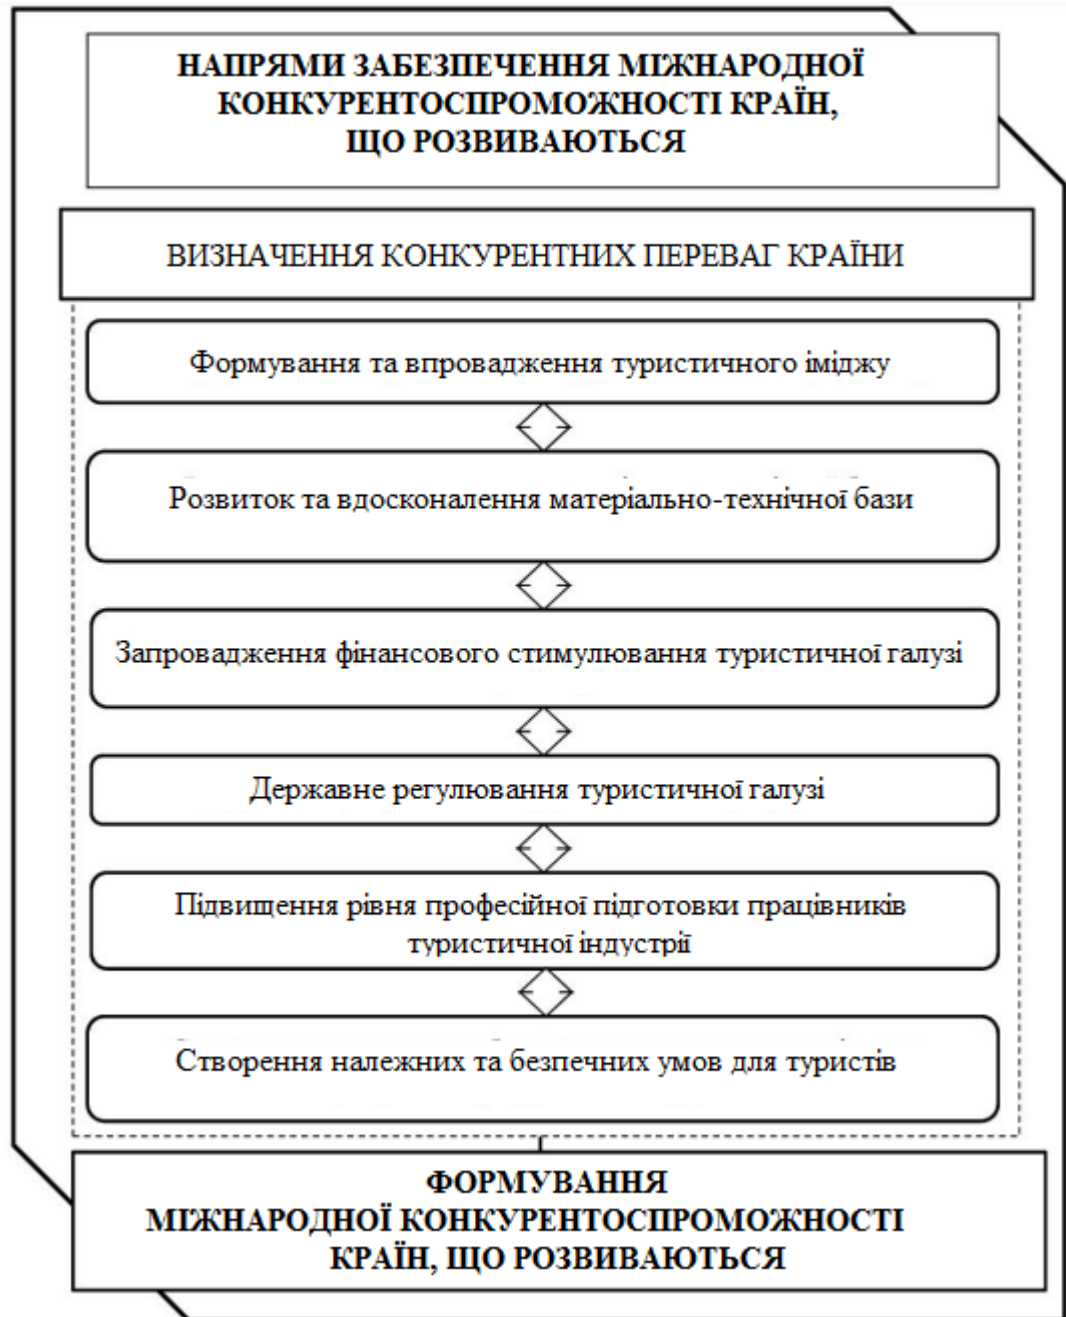 НАПРЯМИ ЗАБЕЗПЕЧЕННЯ МІЖНАРОДНОЇ
КОНКУРЕНТОСПРОМОЖНОСТІ КРАЇН,
ЩО РОЗВИВАЮТЬСЯ
ВИЗНАЧЕННЯ КОНКУРЕНТНИХ ПЕРЕВАГ КРАЇНИ
Формування та впровадження туристичного іміджу
Розвиток та вдосконалення матеріально-технічної бази
Запровадження фінансового стимулювання туристичної галузі
Державне регулювання туристичної галузі
Підвищення рівня професійної підготовки працівників
туристичної індустрії
Створення належних та безпечних умов для туристів
ФОРМУВАННЯ
МІЖНАРОДНОЇ КОНКУРЕНТОСПРОМОЖНОСТІ
КРАЇН, ЩО РОЗВИВАЮТЬСЯ